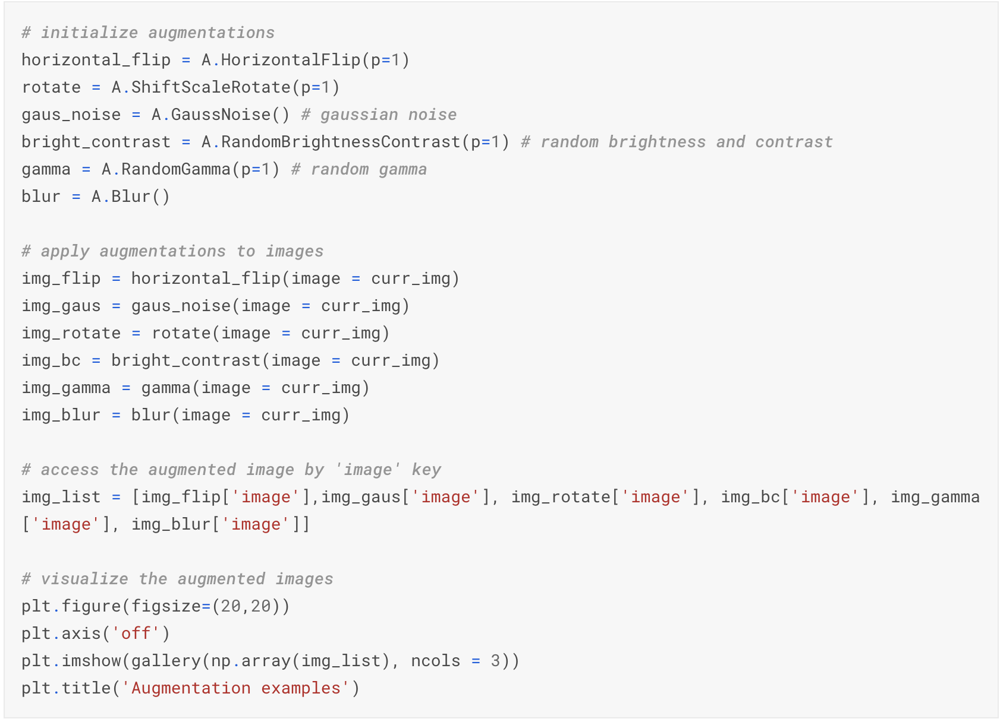 # initialize augmentations
horizontal_flip = A.HorizontalFlip(p=1)
rotate = A.ShiftScaleRotate(p=1)
gaus_noise = A.GaussNoise() # gaussian noise
bright_contrast = A.RandomBrightnessContrast(p=1) # random brightness and contrast
gamma = A.RandomGamma(p=1) # random gamma
blur = A.Blur()

# apply augmentations to images
img_flip = horizontal_flip(image = curr_img)
img_gaus = gaus_noise(image = curr_img)
img_rotate = rotate(image = curr_img)
img_bc = bright_contrast(image = curr_img)
img_gamma = gamma(image = curr_img)
img_blur = blur(image = curr_img)

# access the augmented image by 'image' key
img_list = [img_flip['image'],img_gaus['image'], img_rotate['image'], img_bc['image'], img_gamma
['image'], img_blur['image']]

# visualize the augmented images
plt.figure(figsize=(20,20))
plt.axis('off')
plt.imshow(gallery(np.array(img_list), ncols = 3))
plt.title('Augmentation examples')